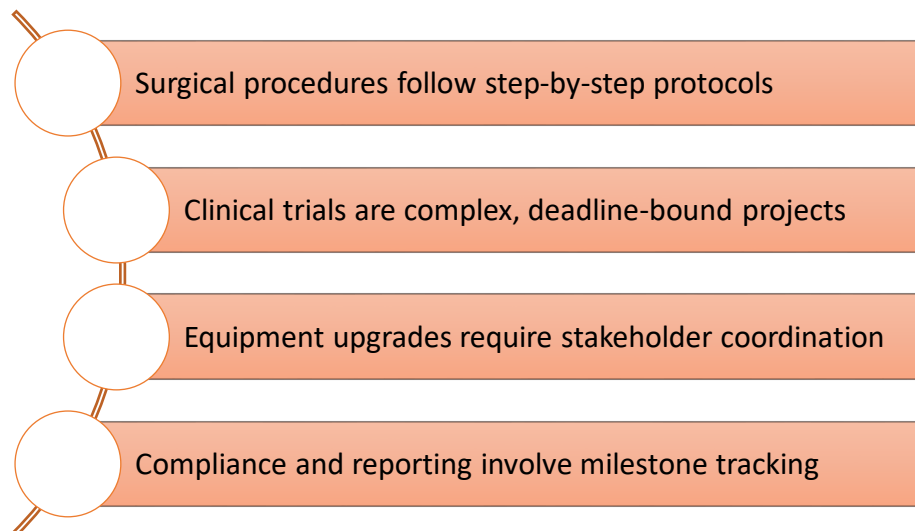 Surgical procedures follow step-by-step protocols
Clinical trials are complex, deadline-bound projects
Equipment upgrades require stakeholder coordination
Compliance and reporting involve milestone tracking